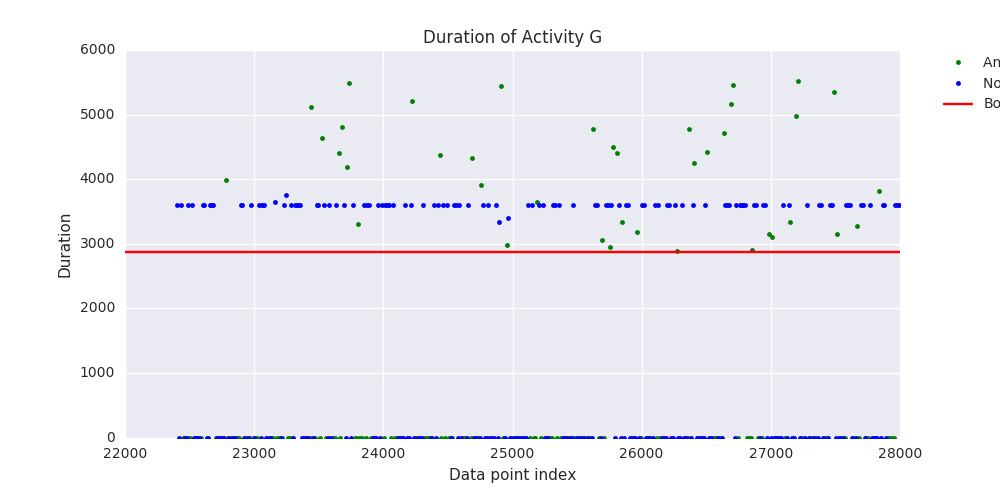 Duration of Activity G
6000
5000
4000
3000
2000
1000
0
Duration
22000 23000 24000 25000 26000 27000 28000
Data point index
An
No
Bo